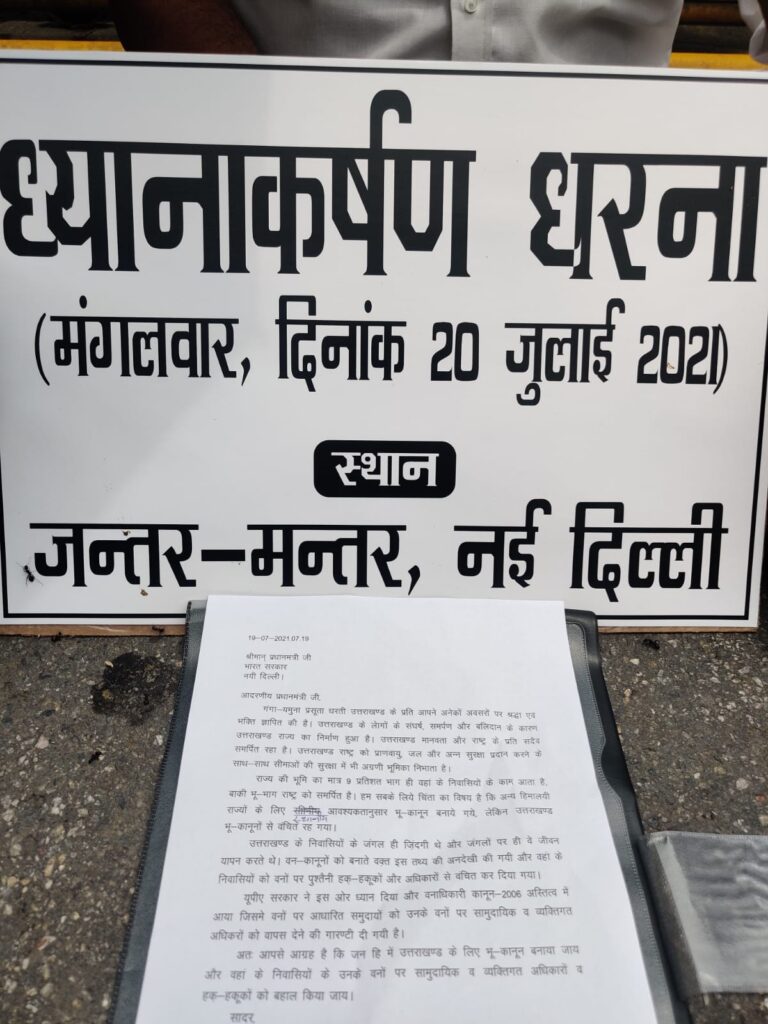 ध्यानाकर्षण धरना
(मंगलवार, दिनांक 20 जुलाई 2021)
स्थान
जन्तर-मन्तर, नई दिल्ली
19-07-2021 07.19
श्रीमान् प्रधानमंत्री जी
भारत सरकार
नयी दिल्ली।
आदरणीय प्रधानमंत्री जी,
गंगा-यमुना प्रसूता धरती उत्तराखण्ड के प्रति आपने अनेकों अवसरों पर श्रद्धा एवं
भक्ति ज्ञापित की है। उत्तराखण्ड के लेागों के संघर्ष, समर्पण और बलिदान के कारण
उत्तराखण्ड राज्य का निर्माण हुआ है। उत्तराखण्ड मानवता और राष्ट्र के प्रति सदैव
समर्पित रहा है। उत्तराखण्ड राष्ट्र को प्राणवायु, जल और अन्न सुरक्षा प्रदान करने के
साथ-साथ सीमाओं की सुरक्षा में भी अग्रणी भूमिका निभाता है।
राज्य की भूमि का मात्र 9 प्रतिशत भाग ही वहां के निवासियों के काम आता है,
बाकी भू-भाग राष्ट्र को समर्पित है। हम सबके लिये चिंता का विषय है कि अन्य हिमालयी
राज्यों के लिए आवश्यकतानुसार भू-कानून बनाये गये, लेकिन उत्तराखण्ड
भू-कानूनों से वंचित रह गया।
उत्तराखण्ड के निवासियों के जंगल ही जिंदगी थे और जंगलों पर ही वे जीवन
यापन करते थे। वन-कानूनों को बनाते वक्त इस तथ्य की अनदेखी की गयी और वहां के
निवासियों को वनों पर पुश्तैनी हक-हकूकों और अधिकारों से वंचित कर दिया गया।
यूपीए सरकार ने इस ओर ध्यान दिया और वनाधिकारी कानून-2006 अस्तित्व में
आया जिसमे वनों पर आधारित समुदायों को उनके वनों पर सामुदायिक व व्यक्तिगत
अधिकरों को वापस देने की गारण्टी दी गयी है।
अतः आपसे आग्रह है कि जन हि में उत्तराखण्ड के लिए भू-कानून बनाया जाय
और वहां के निवासियों के उनके वनों पर सामुदायिक व व्यक्तिगत अधिकारों व
हक-हकूकों को बहाल किया जाय।
सादर,